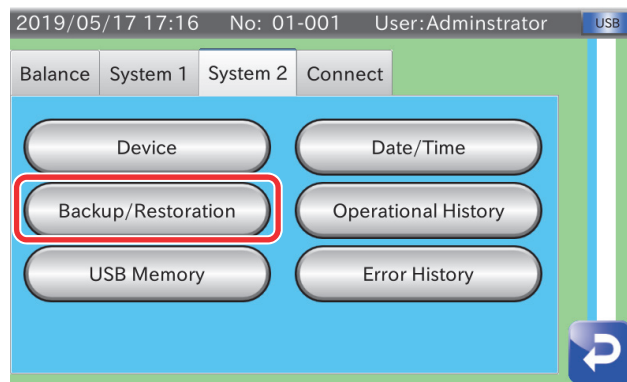 2019/05/17 17:16 No: 01-001 User:Adminstrator USB
Balance System 1 System 2 Connect
Device Date/Time
Backup/Restoration Operational History
USB Memory Error History